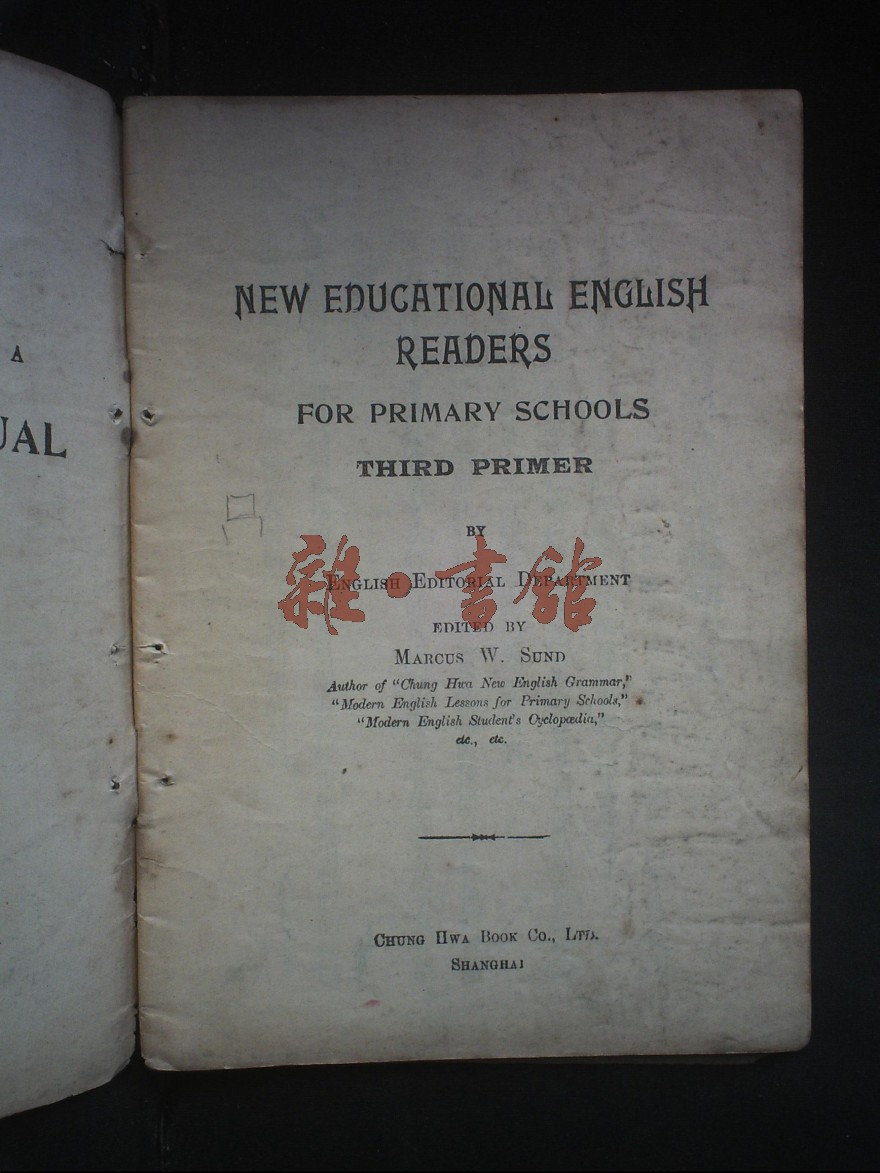 A
UAL
NEW EDUCATIONAL ENGLISH
READERS
FOR PRIMARY SCHOOLS
THIRD PRIMER
BY
ENGLISH EDITORIAL DEPARTMENT
雜·書館
EDITED BY
MARCUS W. SUND
Author of "Chung Hwa New English Grammar,"
"Modern English Lessons for Primary Schools,"
"Modern English Student's Cyclopædia,"
etc., etc.
CHUNG HWA BOOK CO., LTD.
SHANGHAI